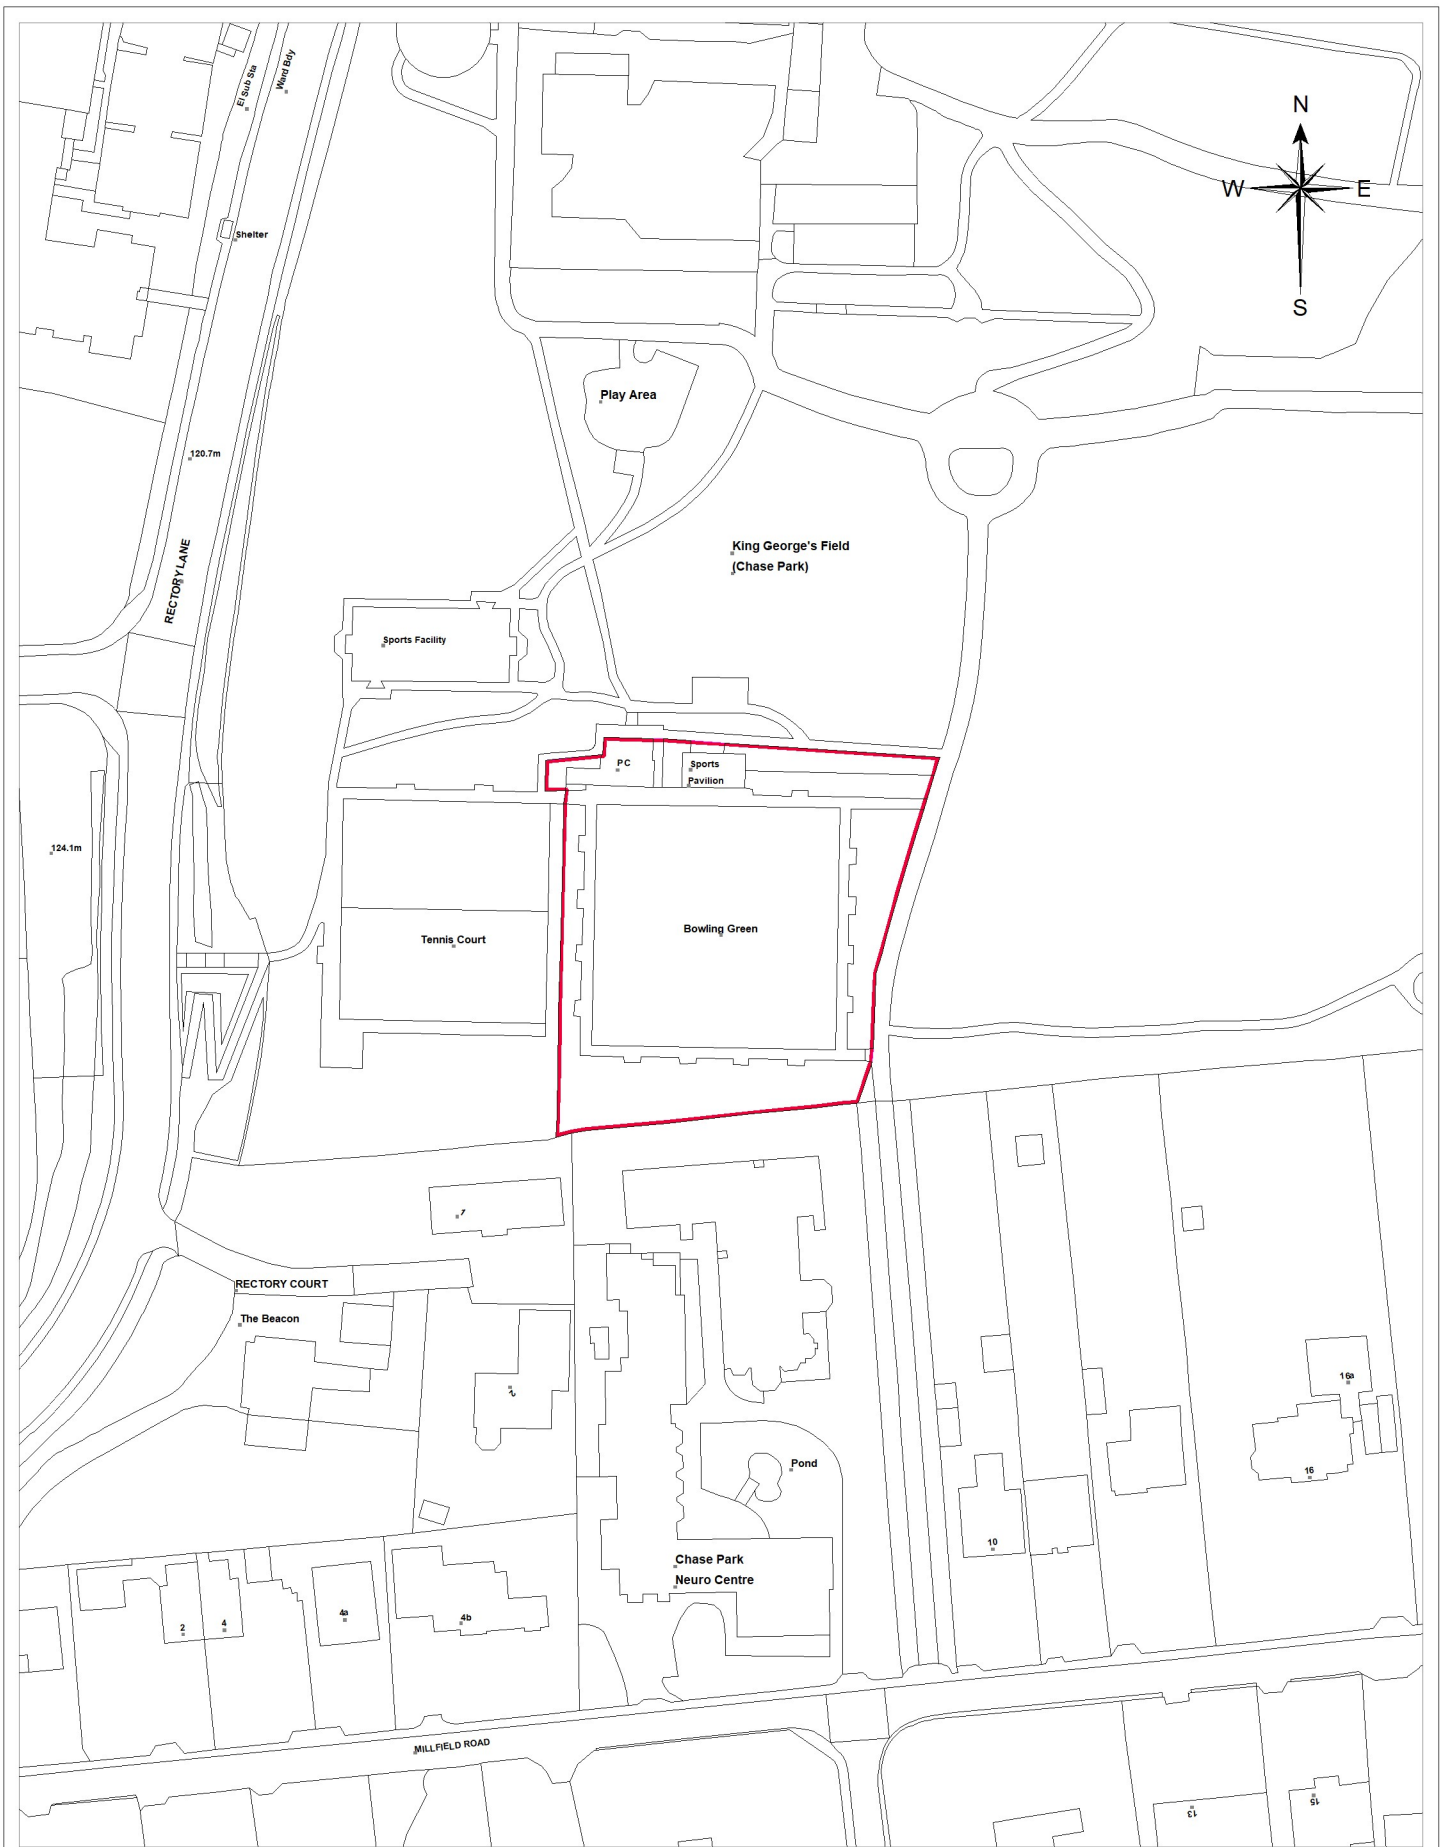 El Sub Sta
Ward Bdy
N
W
E
S
Shelter
Play Area
120.7m
King George's Field
(Chase Park)
RECTORY LANE
Sports Facility
PC
Sports
Pavilion
124.1m
Bowling Green
Tennis Court
1
RECTORY COURT
The Beacon
16a
2
Pond
16
10
Chase Park
Neuro Centre
4a
4b
4
2
MILLFIELD ROAD
15
13